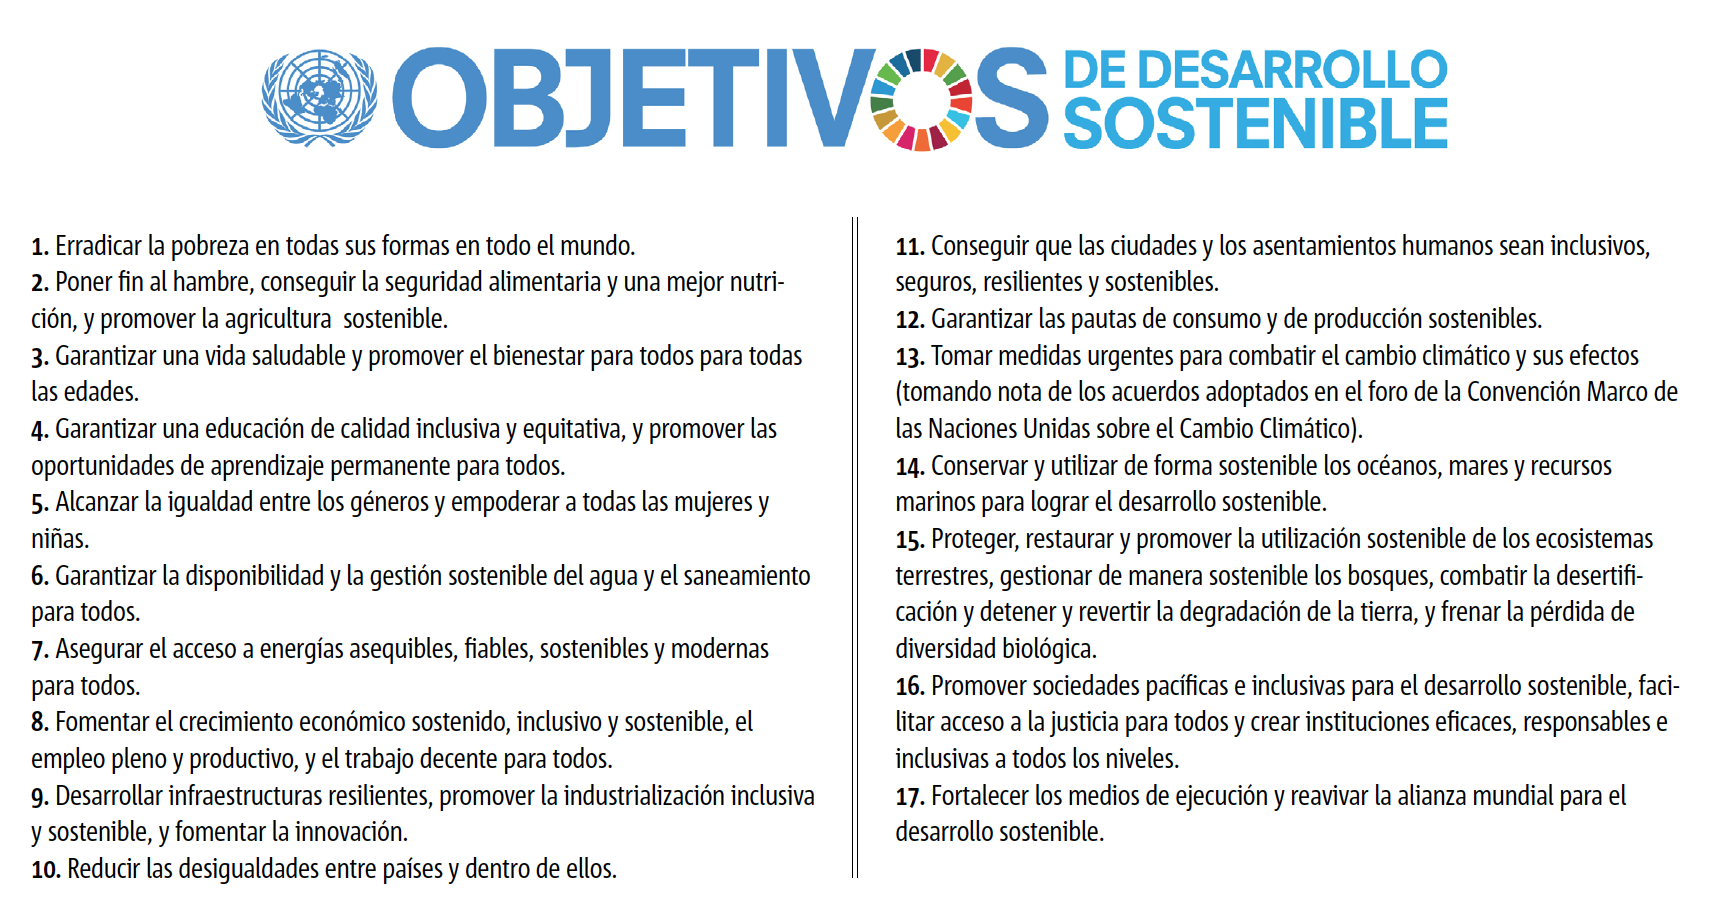 OBJETIVOS DE DESARROLLO
SOSTENIBLE
1. Erradicar la pobreza en todas sus formas en todo el mundo.
2. Poner fin al hambre, conseguir la seguridad alimentaria y una mejor nutri-
ción, y promover la agricultura sostenible.
3. Garantizar una vida saludable y promover el bienestar para todos para todas
las edades.
4. Garantizar una educación de calidad inclusiva y equitativa, y promover las
oportunidades de aprendizaje permanente para todos.
5. Alcanzar la igualdad entre los géneros y empoderar a todas las mujeres y
niñas.
6. Garantizar la disponibilidad y la gestión sostenible del agua y el saneamiento
para todos.
7. Asegurar el acceso a energías asequibles, fiables, sostenibles y modernas
para todos.
8. Fomentar el crecimiento económico sostenido, inclusivo y sostenible, el
empleo pleno y productivo, y el trabajo decente para todos.
9. Desarrollar infraestructuras resilientes, promover la industrialización inclusiva
y sostenible, y fomentar la innovación.
10. Reducir las desigualdades entre países y dentro de ellos.
11. Conseguir que las ciudades y los asentamientos humanos sean inclusivos,
seguros, resilientes y sostenibles.
12. Garantizar las pautas de consumo y de producción sostenibles.
13. Tomar medidas urgentes para combatir el cambio climático y sus efectos
(tomando nota de los acuerdos adoptados en el foro de la Convención Marco de
las Naciones Unidas sobre el Cambio Climático).
14. Conservar y utilizar de forma sostenible los océanos, mares y recursos
marinos para lograr el desarrollo sostenible.
15. Proteger, restaurar y promover la utilización sostenible de los ecosistemas
terrestres, gestionar de manera sostenible los bosques, combatir la desertifi-
cación y detener y revertir la degradación de la tierra, y frenar la pérdida de
diversidad biológica.
16. Promover sociedades pacíficas e inclusivas para el desarrollo sostenible, faci-
litar acceso a la justicia para todos y crear instituciones eficaces, responsables e
inclusivas a todos los niveles.
17. Fortalecer los medios de ejecución y reavivar la alianza mundial para el
desarrollo sostenible.